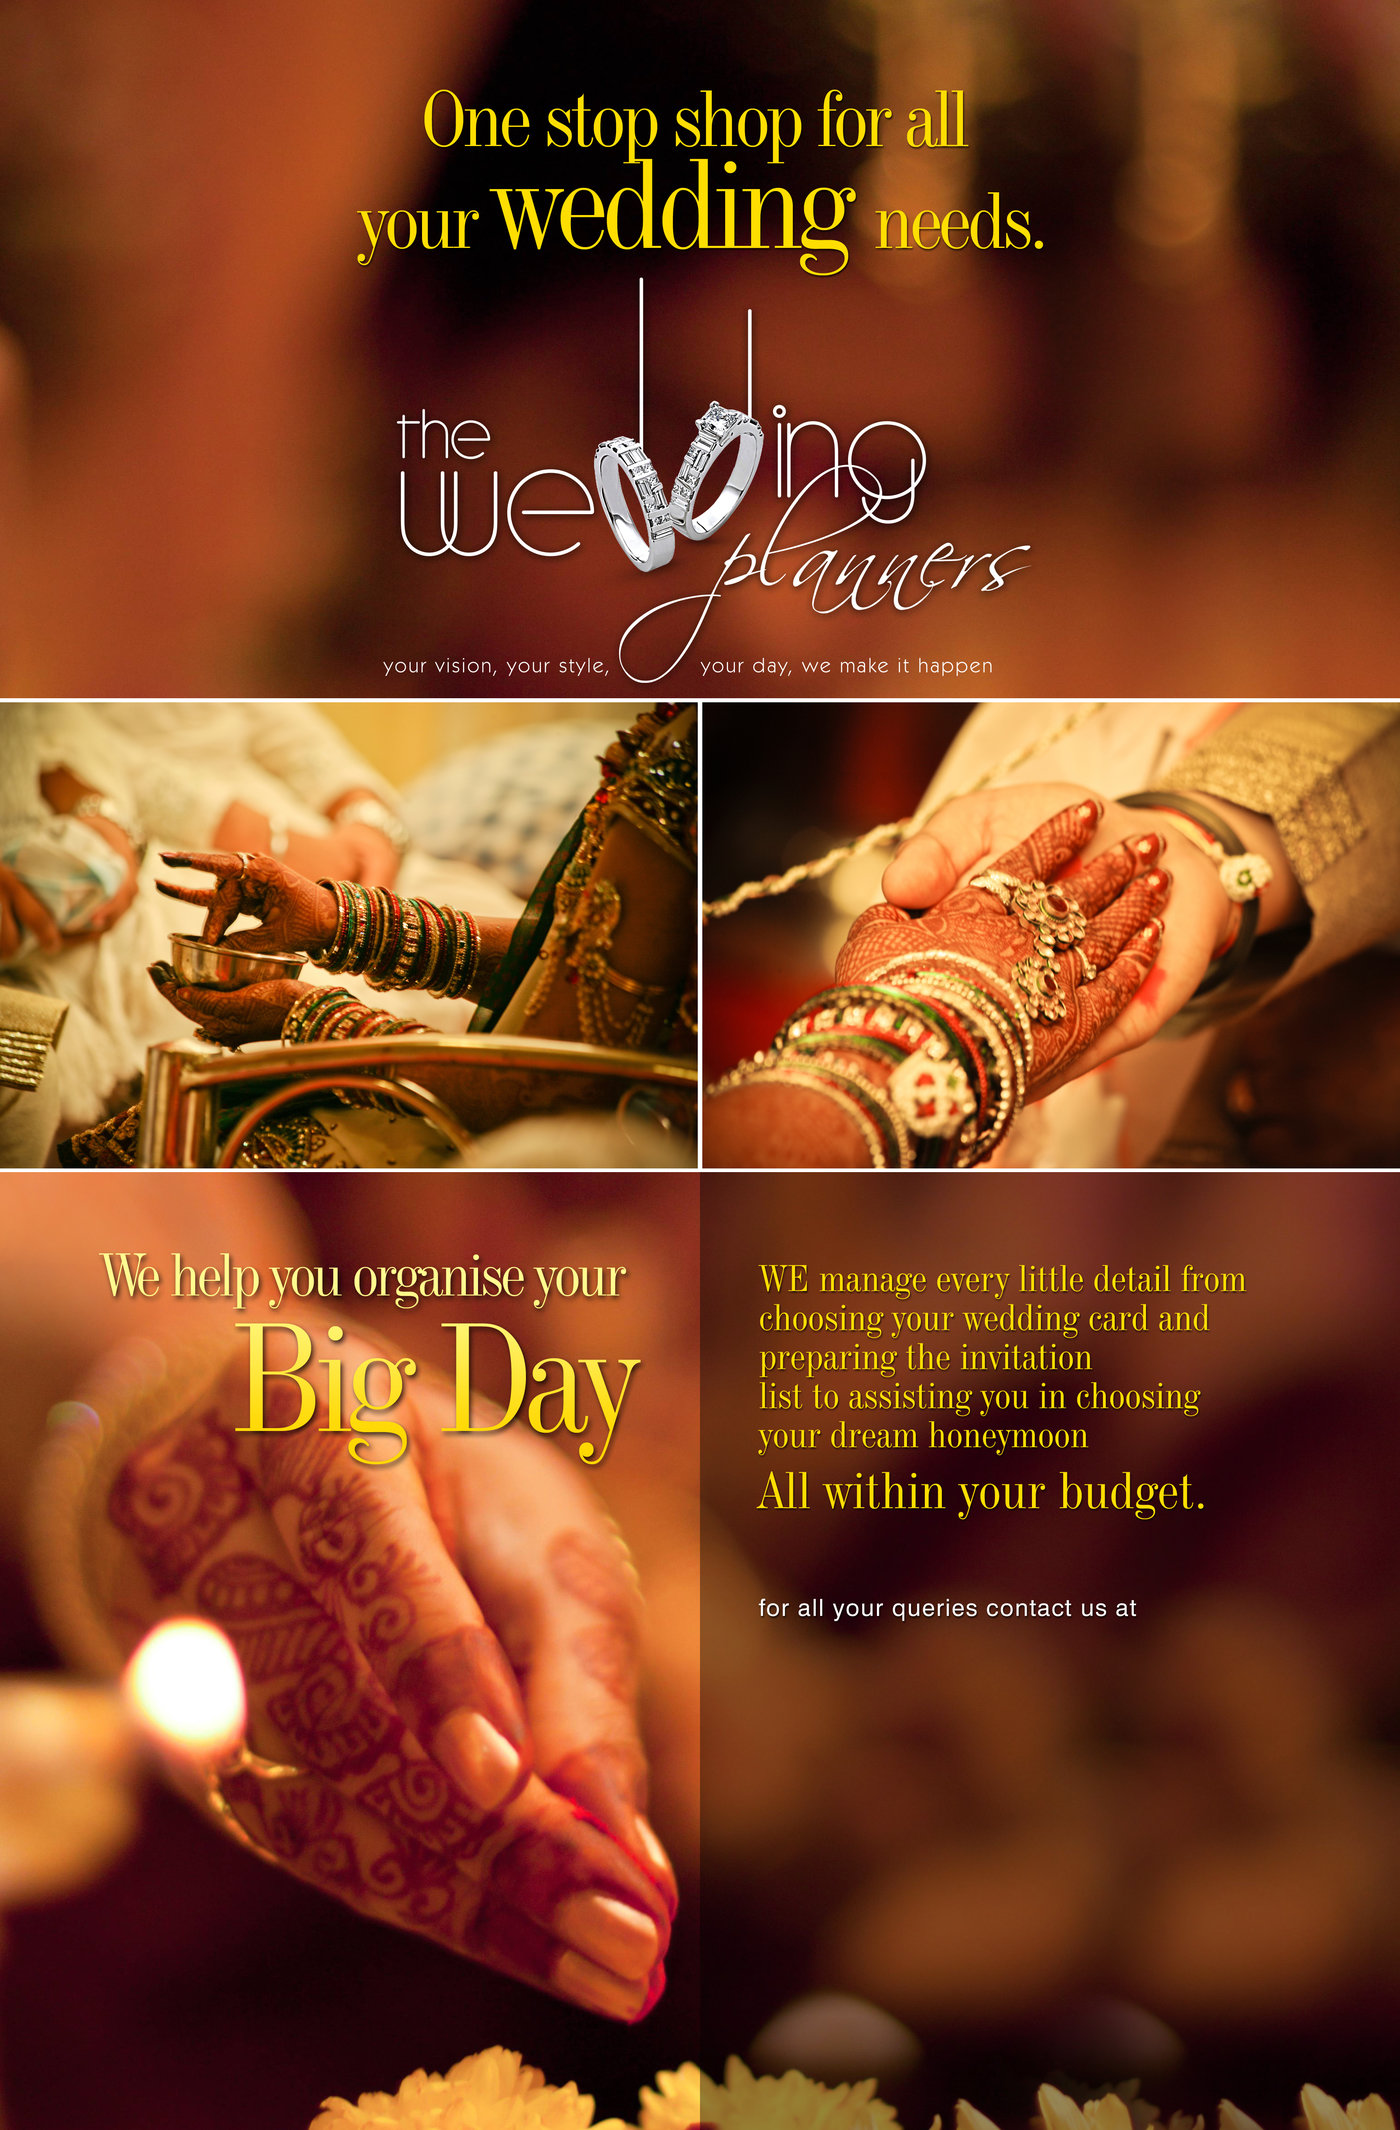 One stop shop for all
your wedding needs.
the
wedding
planners
your vision, your style, your day, we make it happen
We help you organise your
Big Day
WE manage every little detail from
choosing your wedding card and
preparing the invitation
list to assisting you in choosing
your dream honeymoon
All within your budget.
for all your queries contact us at